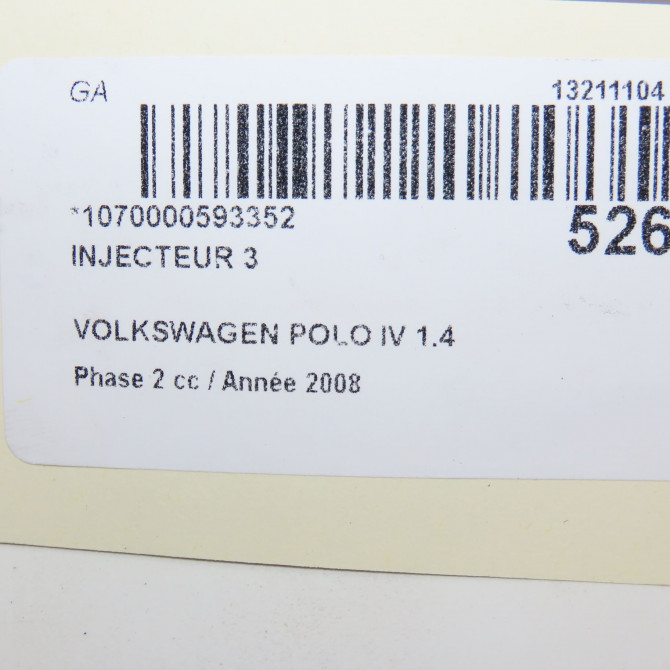 GA 13211104
*1070000593352 526
INJECTEUR 3
VOLKSWAGEN POLO IV 1.4
Phase 2 cc / Année 2008